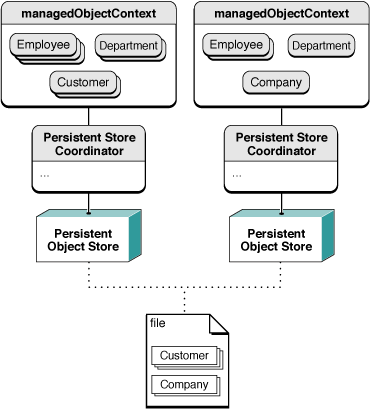 managedObjectContext
Employee
Department
Customer
Persistent Store
Coordinator
...
Persistent
Object Store
managedObjectContext
Employee
Department
Company
Persistent Store
Coordinator
...
Persistent
Object Store
file
Customer
Company